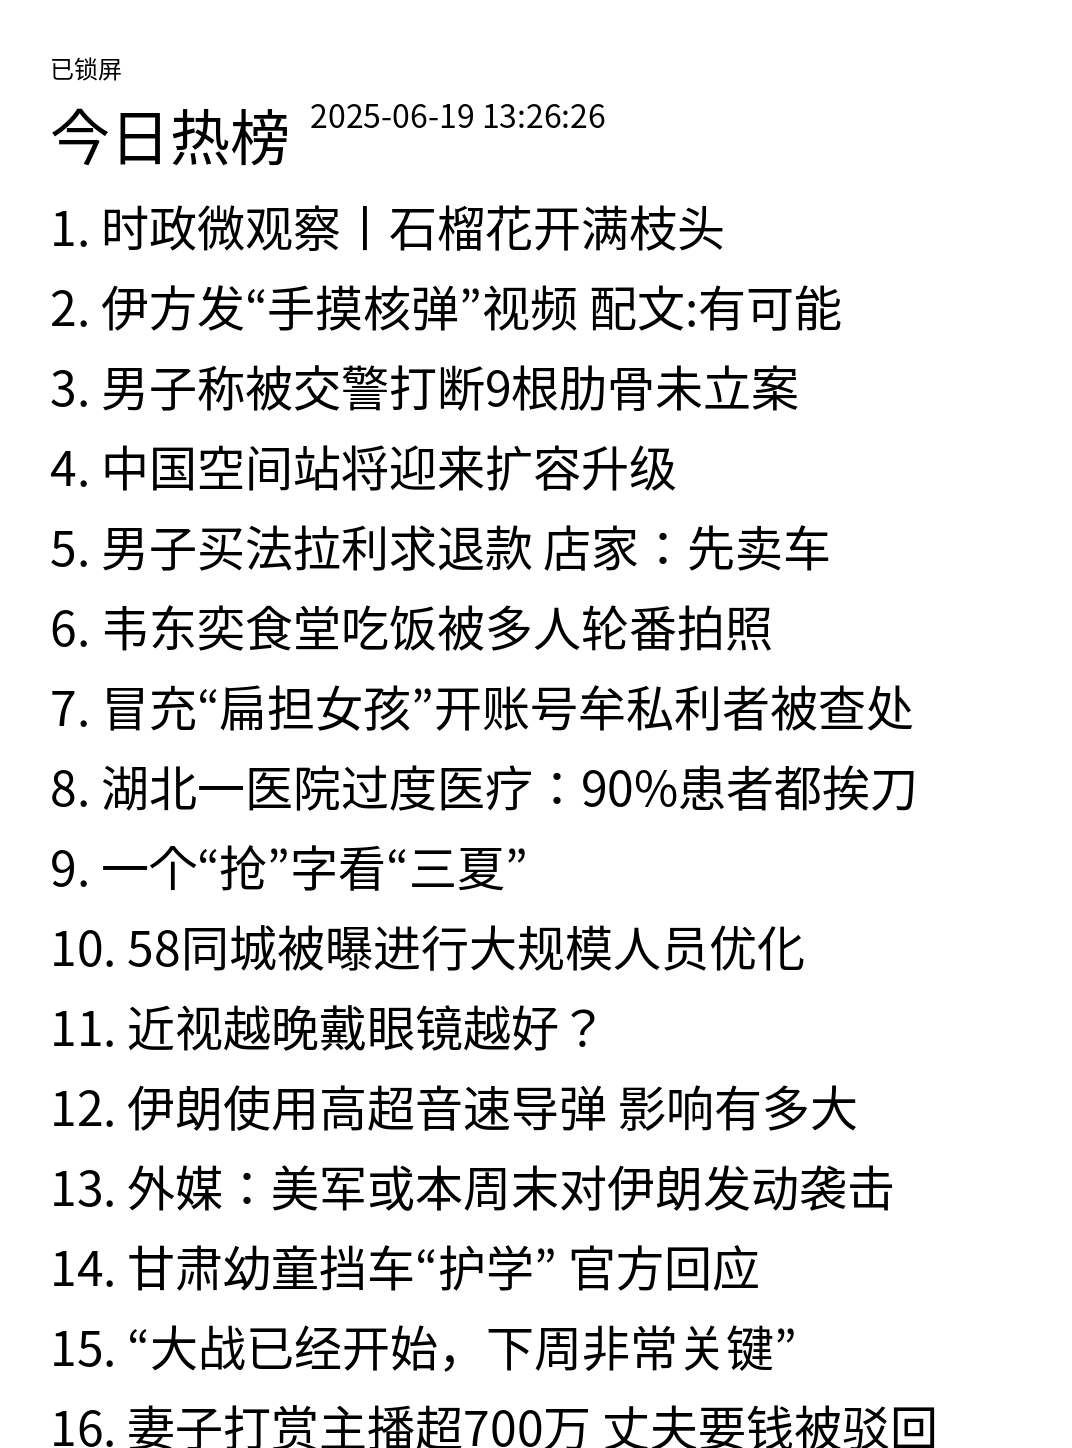 已锁屏
今日热榜 2025-06-19 13:26:26
1. 时政微观察丨石榴花开满枝头
2. 伊方发“手摸核弹”视频 配文:有可能
3. 男子称被交警打断9根肋骨未立案
4. 中国空间站将迎来扩容升级
5. 男子买法拉利求退款 店家：先卖车
6. 韦东奕食堂吃饭被多人轮番拍照
7. 冒充“扁担女孩”开账号牟私利者被查处
8. 湖北一医院过度医疗：90%患者都挨刀
9. 一个“抢”字看“三夏”
10. 58同城被曝进行大规模人员优化
11. 近视越晚戴眼镜越好？
12. 伊朗使用高超音速导弹 影响有多大
13. 外媒：美军或本周末对伊朗发动袭击
14. 甘肃幼童挡车“护学” 官方回应
15. “大战已经开始，下周非常关键”
16. 妻子打赏主播超700万 丈夫要钱被驳回